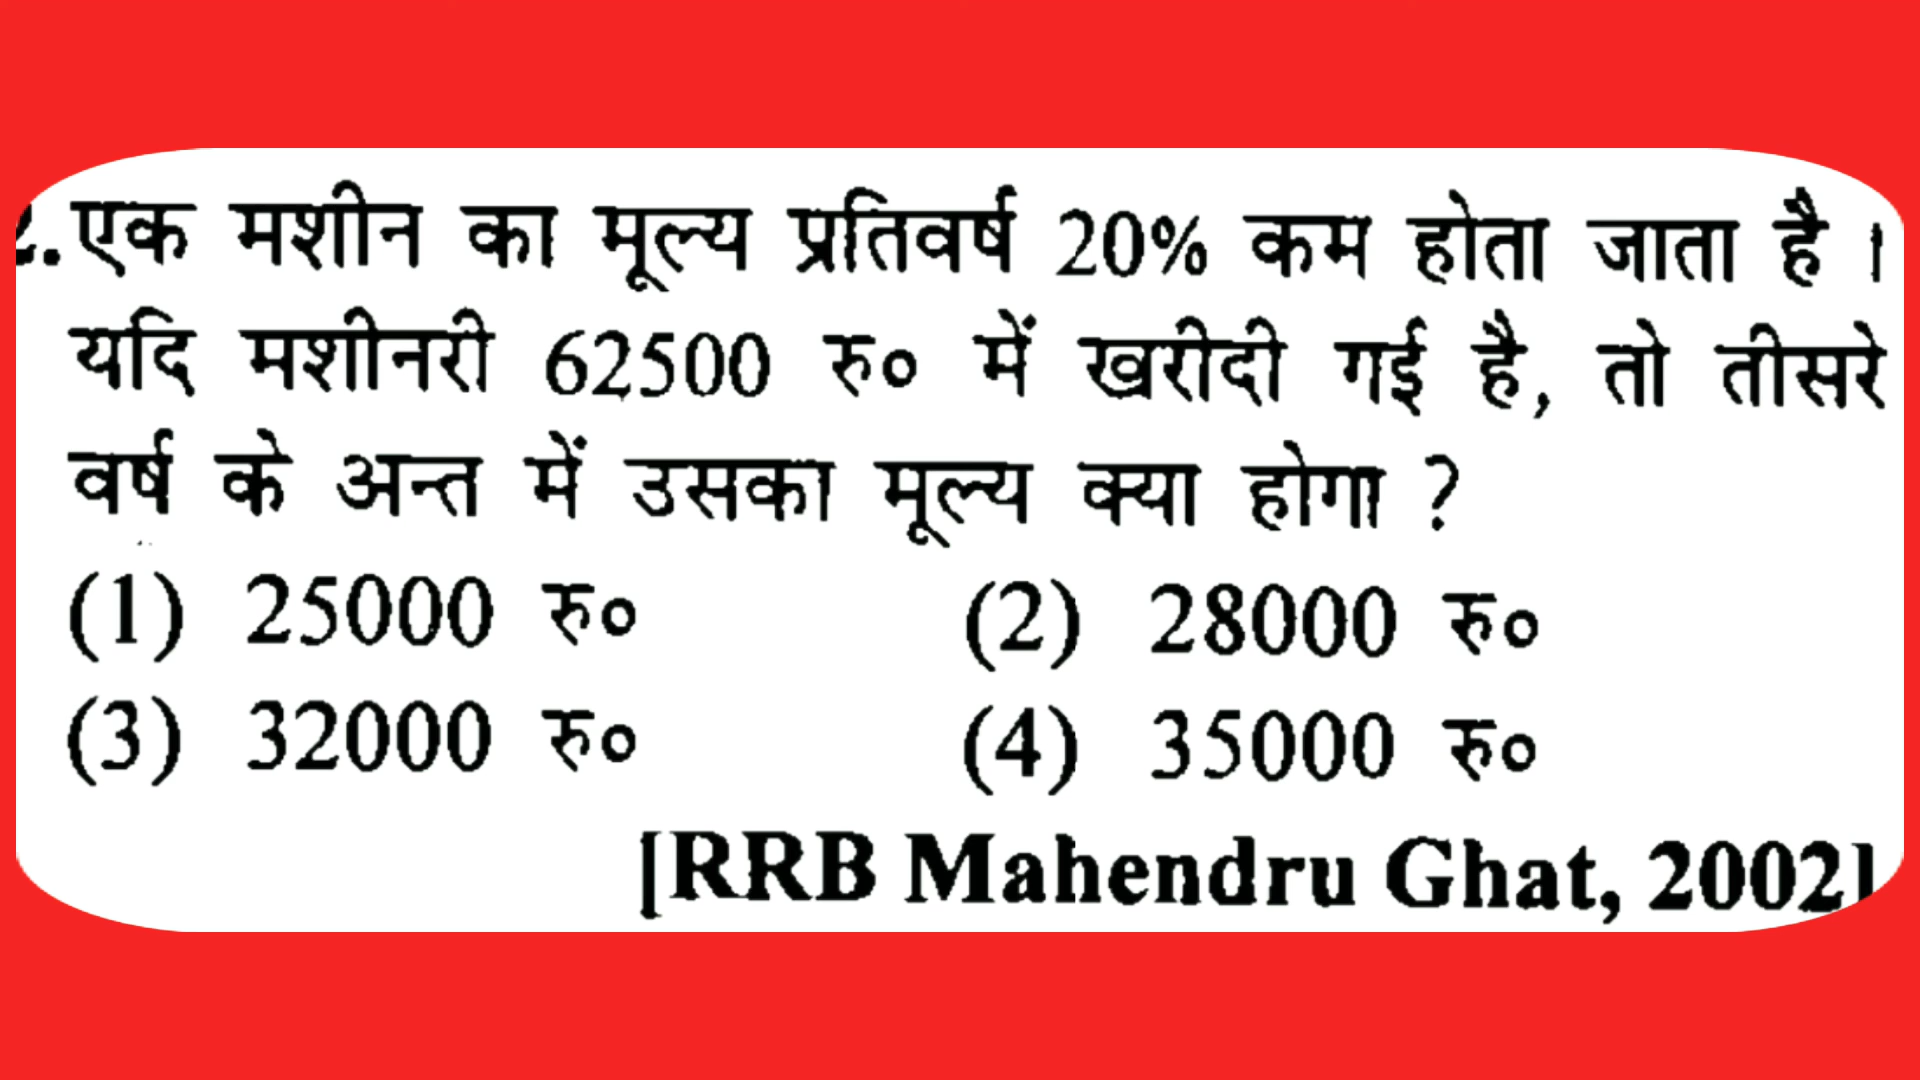 2. एक मशीन का मूल्य प्रतिवर्ष 20% कम होता जाता है ।
यदि मशीनरी 62500 रु० में खरीदी गई है, तो तीसरे
वर्ष के अन्त में उसका मूल्य क्या होगा ?
(1) 25000 रु० (2) 28000 रु०
(3) 32000 रु० (4) 35000 रु०
[RRB Mahendru Ghat, 2002]